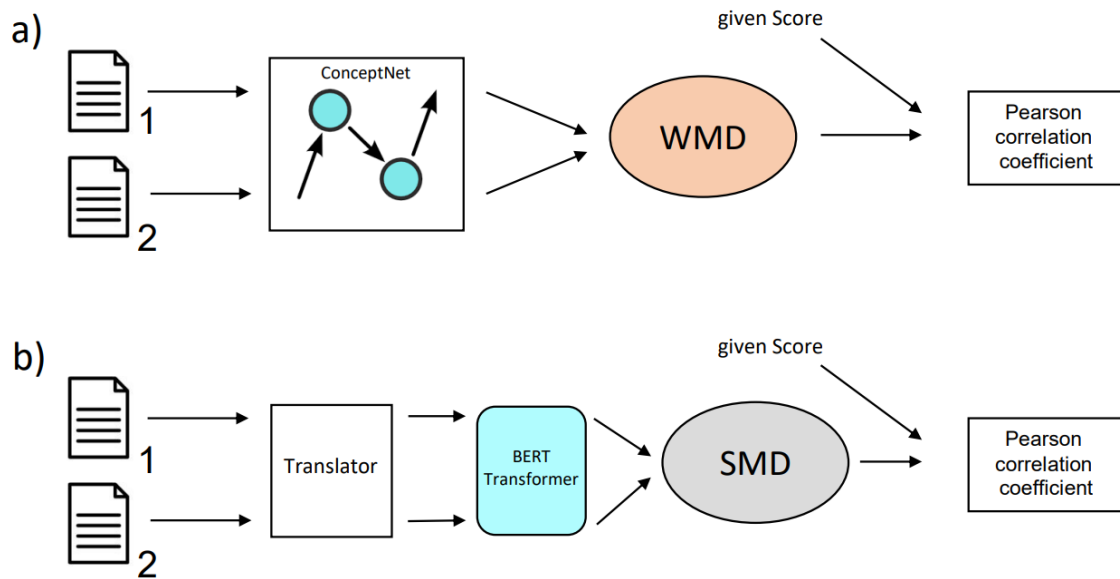 a)
given Score
1
ConceptNet
2
WMD
Pearson
correlation
coefficient
b)
given Score
1
2
Translator
BERT
Transformer
SMD
Pearson
correlation
coefficient